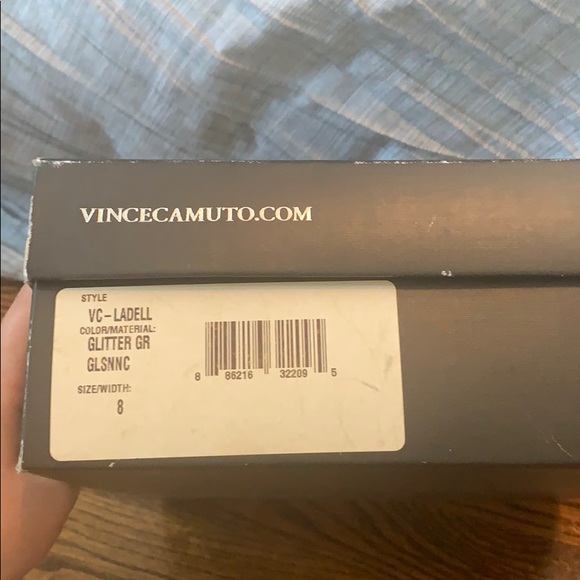 VINCECAMUTO.COM
STYLE
VC-LADELL
COLOR/MATERIAL:
GLITTER GR
GLSNNC
SIZE/WIDTH:
8
8 86216 32209 5